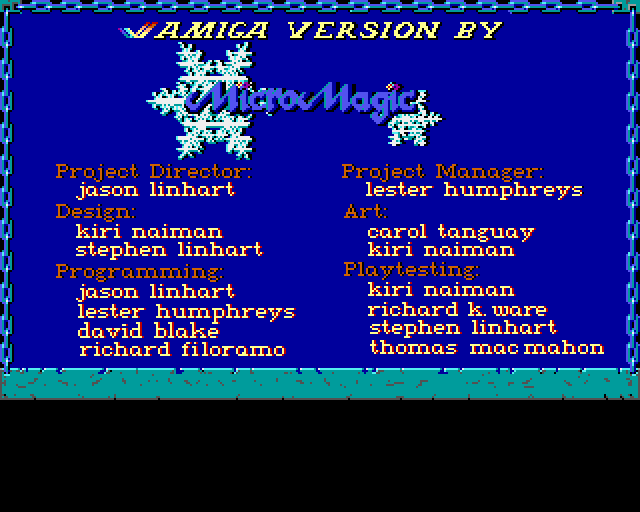 AMIGA VERSION BY
MicroMagic
Project Director:
jason linhart
Design:
kiri naiman
stephen linhart
Programming:
jason linhart
lester humphreys
david blake
richard filoramo
Project Manager:
lester humphreys
Art:
carol tanguay
kiri naiman
Playtesting:
kiri naiman
richard k. ware
stephen linhart
thomas mac mahon